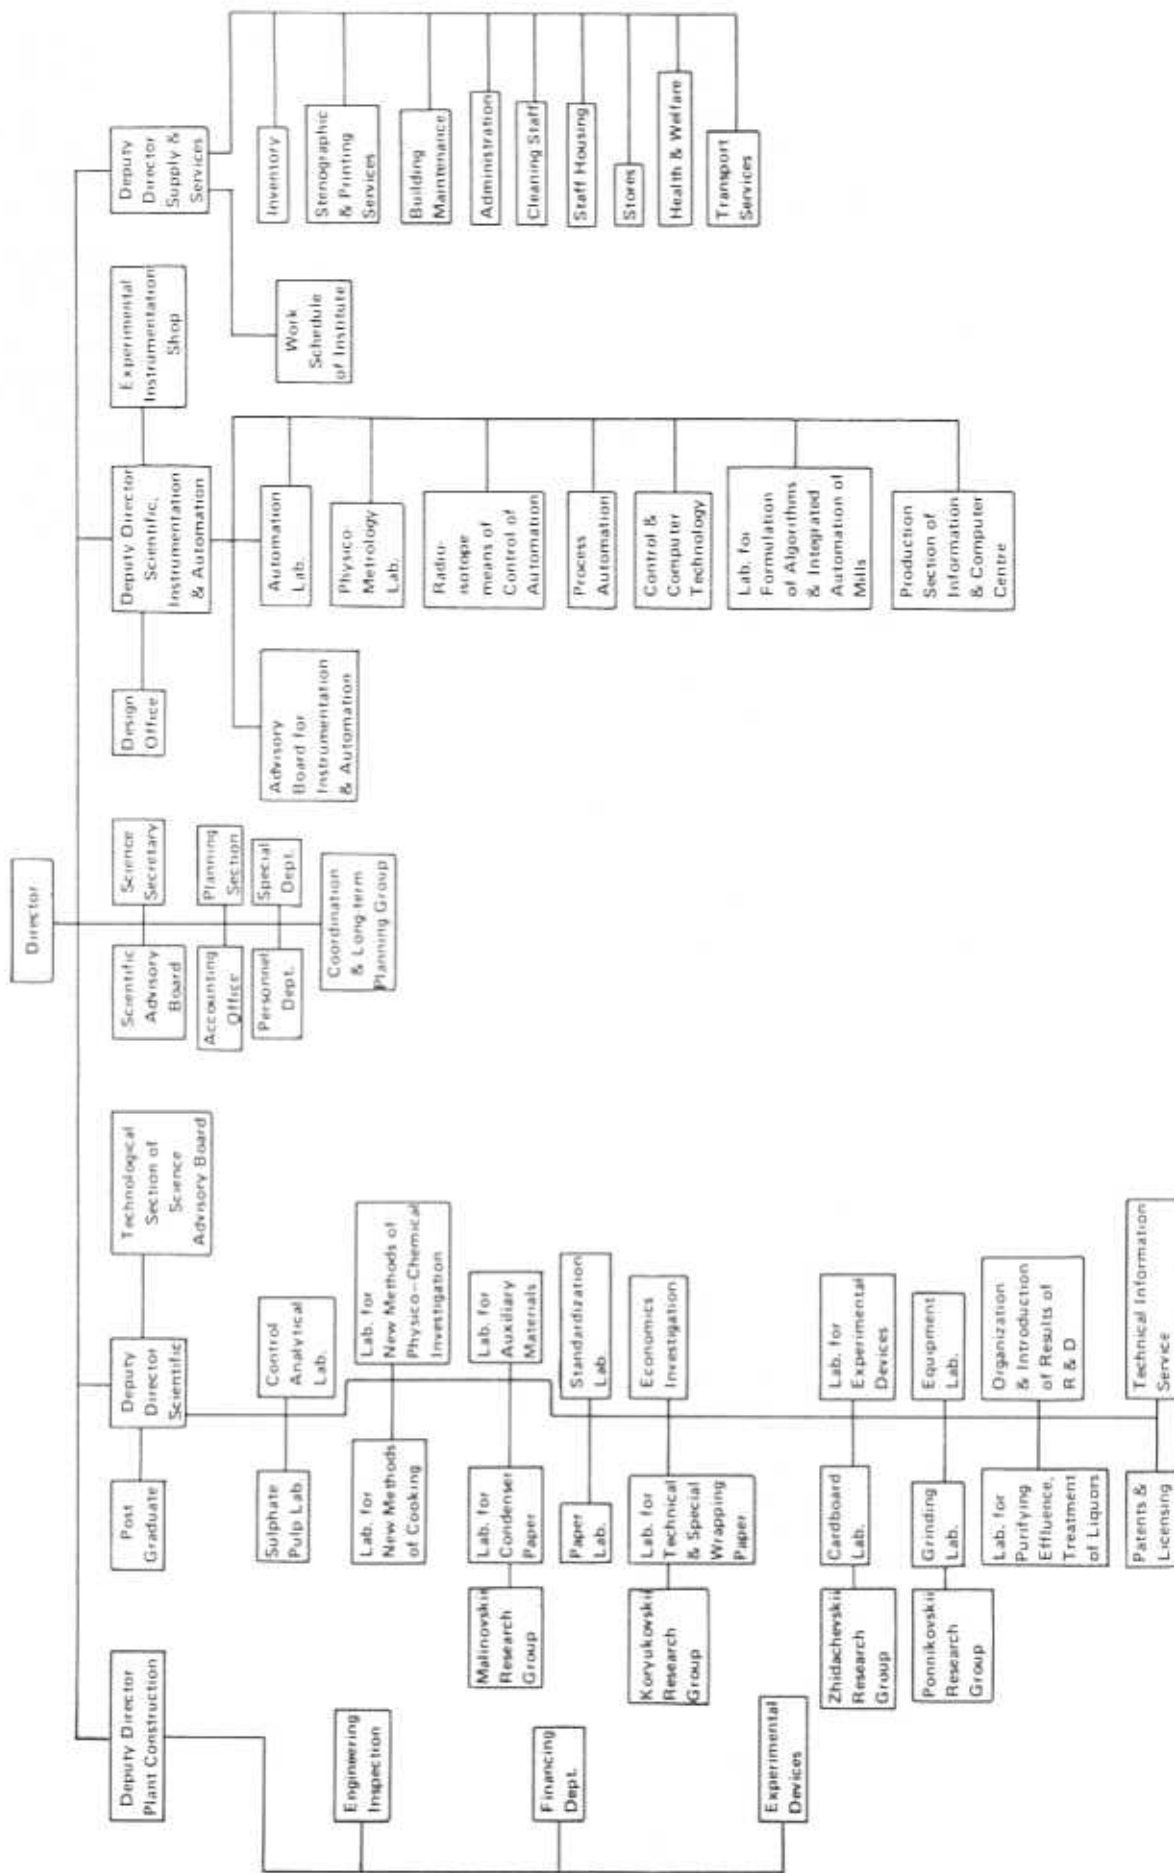 Director
Deputy Director
Plant Construction
Engineering
Inspection
Financing
Dept.
Experimental
Devices
Post
Graduate
Deputy
Director
Scientific
Technological
Section of
Science
Advisory Board
Sulphate
Pulp Lab.
Control
Analytical
Lab.
Lab. for
New Methods
of Cooking
Lab. for
New Methods of
Physico-Chemical
Investigation
Malinovskii
Research
Group
Lab. for
Condenser
Paper
Lab. for
Auxiliary
Materials
Paper
Lab.
Standardization
Lab.
Koryukovskii
Research
Group
Lab. for
Technical
& Special
Wrapping
Paper
Economics
Investigation
Zhidachevskii
Research
Group
Cardboard
Lab.
Lab. for
Experimental
Devices
Ponnikovskii
Research
Group
Grinding
Lab.
Equipment
Lab.
Lab. for
Purifying
Effluence,
Treatment
of Liquors
Organization
& Introduction
of Results of
R & D
Patents &
Licensing
Technical Information
Service
Scientific
Advisory
Board
Science
Secretary
Accounting
Office
Planning
Section
Personnel
Dept.
Special
Dept.
Coordination
& Long-term
Planning Group
Design
Office
Deputy Director
Scientific,
Instrumentation
& Automation
Experimental
Instrumentation
Shop
Advisory
Board for
Instrumentation
& Automation
Automation
Lab.
Physico-
Metrology
Lab.
Radio-
isotope
means of
Control of
Automation
Process
Automation
Control &
Computer
Technology
Lab. for
Formulation
of Algorithms
& Integrated
Automation of
Mills
Production
Section of
Information
& Computer
Centre
Deputy
Director
Supply &
Services
Work
Schedule
of Institute
Inventory
Stenographic
& Printing
Services
Building
Maintenance
Administration
Cleaning Staff
Staff Housing
Stores
Health & Welfare
Transport
Services